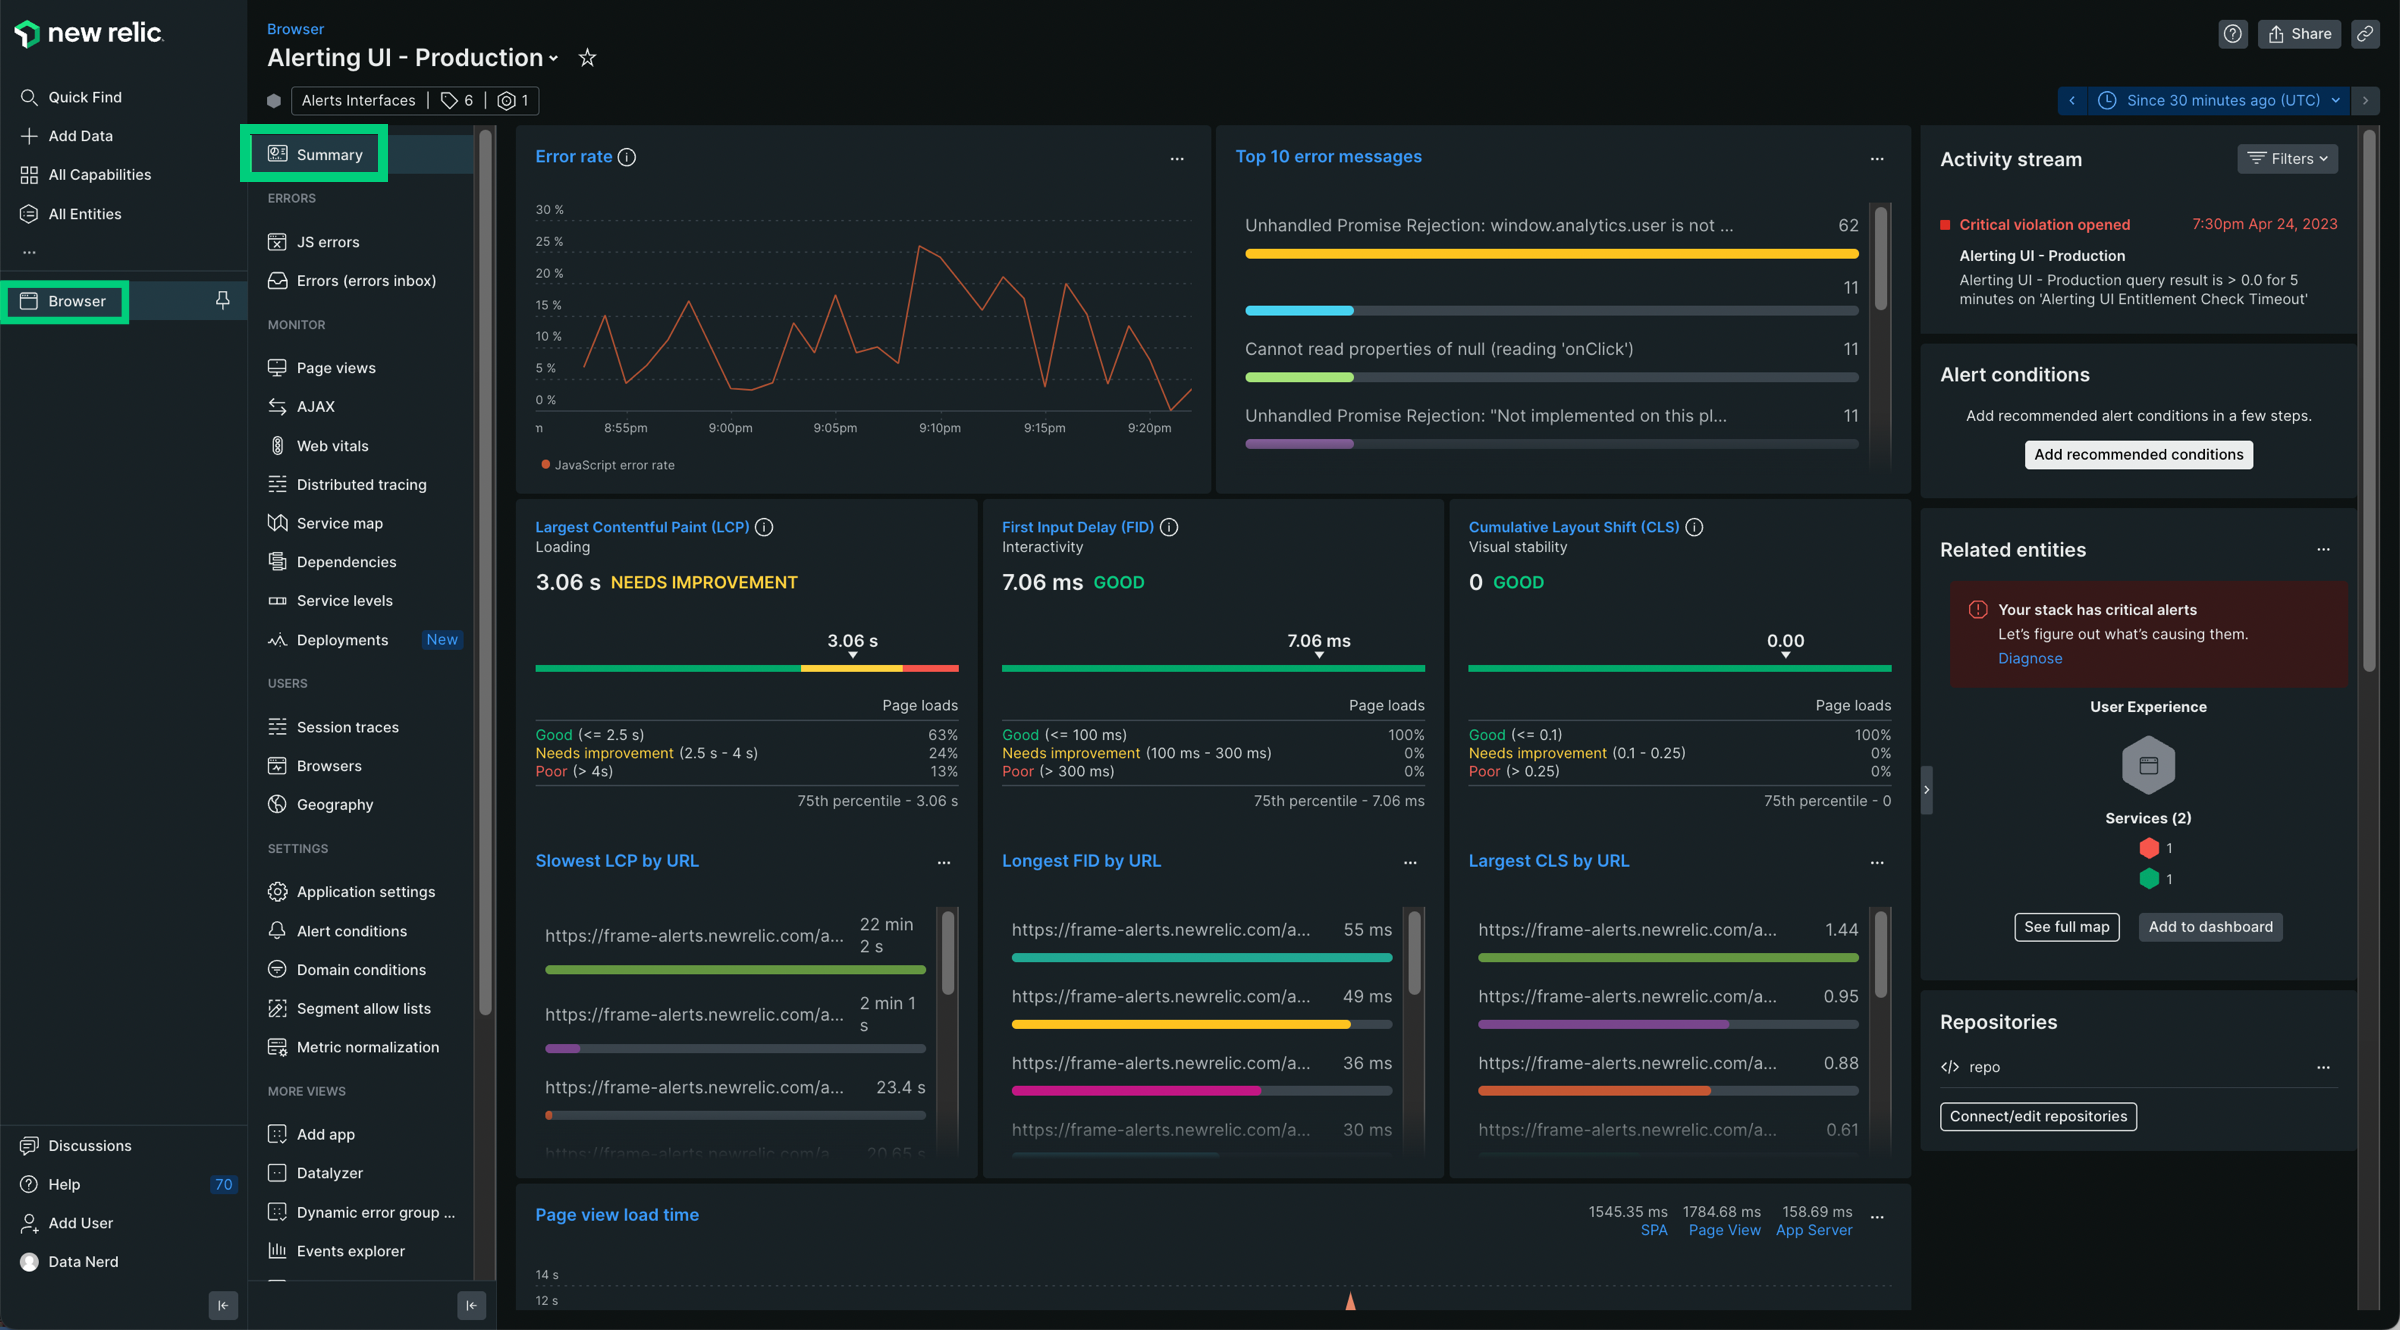 new relic.
Quick Find
Add Data
All Capabilities
All Entities
...
Browser
Discussions
Help 70
Add User
Data Nerd
Browser
Alerting UI - Production
Alerts Interfaces | 6 | 1
Share
Since 30 minutes ago (UTC)
Summary
ERRORS
JS errors
Errors (errors inbox)
MONITOR
Page views
AJAX
Web vitals
Distributed tracing
Service map
Dependencies
Service levels
Deployments New
USERS
Session traces
Browsers
Geography
SETTINGS
Application settings
Alert conditions
Domain conditions
Segment allow lists
Metric normalization
MORE VIEWS
Add app
Datalyzer
Dynamic error group ...
Events explorer
Error rate
30 %
25 %
20 %
15 %
10 %
5 %
0 %
m 8:55pm 9:00pm 9:05pm 9:10pm 9:15pm 9:20pm
JavaScript error rate
Top 10 error messages
Unhandled Promise Rejection: window.analytics.user is not ... 62
11
Cannot read properties of null (reading 'onClick') 11
Unhandled Promise Rejection: "Not implemented on this pl... 11
Largest Contentful Paint (LCP)
Loading
3.06 s NEEDS IMPROVEMENT
3.06 s
Page loads
Good (<= 2.5 s) 63%
Needs improvement (2.5 s - 4 s) 24%
Poor (> 4s) 13%
75th percentile - 3.06 s
First Input Delay (FID)
Interactivity
7.06 ms GOOD
7.06 ms
Page loads
Good (<= 100 ms) 100%
Needs improvement (100 ms - 300 ms) 0%
Poor (> 300 ms) 0%
75th percentile - 7.06 ms
Cumulative Layout Shift (CLS)
Visual stability
0 GOOD
0.00
Page loads
Good (<= 0.1) 100%
Needs improvement (0.1 - 0.25) 0%
Poor (> 0.25) 0%
75th percentile - 0
Slowest LCP by URL
https://frame-alerts.newrelic.com/a... 22 min
2 s
https://frame-alerts.newrelic.com/a... 2 min 1
s
https://frame-alerts.newrelic.com/a... 23.4 s
https://frame-alerts.newrelic.com/a... 20.65 s
Longest FID by URL
https://frame-alerts.newrelic.com/a... 55 ms
https://frame-alerts.newrelic.com/a... 49 ms
https://frame-alerts.newrelic.com/a... 36 ms
https://frame-alerts.newrelic.com/a... 30 ms
Largest CLS by URL
https://frame-alerts.newrelic.com/a... 1.44
https://frame-alerts.newrelic.com/a... 0.95
https://frame-alerts.newrelic.com/a... 0.88
https://frame-alerts.newrelic.com/a... 0.61
Page view load time
1545.35 ms 1784.68 ms 158.69 ms
SPA Page View App Server
14 s
12 s
Activity stream
Filters
Critical violation opened 7:30pm Apr 24, 2023
Alerting UI - Production
Alerting UI - Production query result is > 0.0 for 5
minutes on 'Alerting UI Entitlement Check Timeout'
Alert conditions
Add recommended alert conditions in a few steps.
Add recommended conditions
Related entities
Your stack has critical alerts
Let's figure out what's causing them.
Diagnose
User Experience
Services (2)
1
1
See full map
Add to dashboard
Repositories
repo
Connect/edit repositories